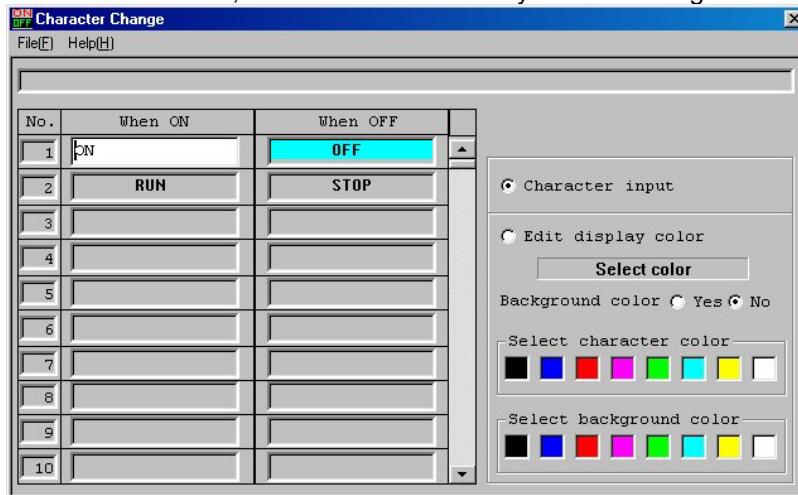 ON
OFF Character Change
File(F) Help(H)
No. When ON When OFF
1 ON OFF
2 RUN STOP
3
4
5
6
7
8
9
10
Character input
Edit display color
Select color
Background color Yes No
Select character color
Select background color